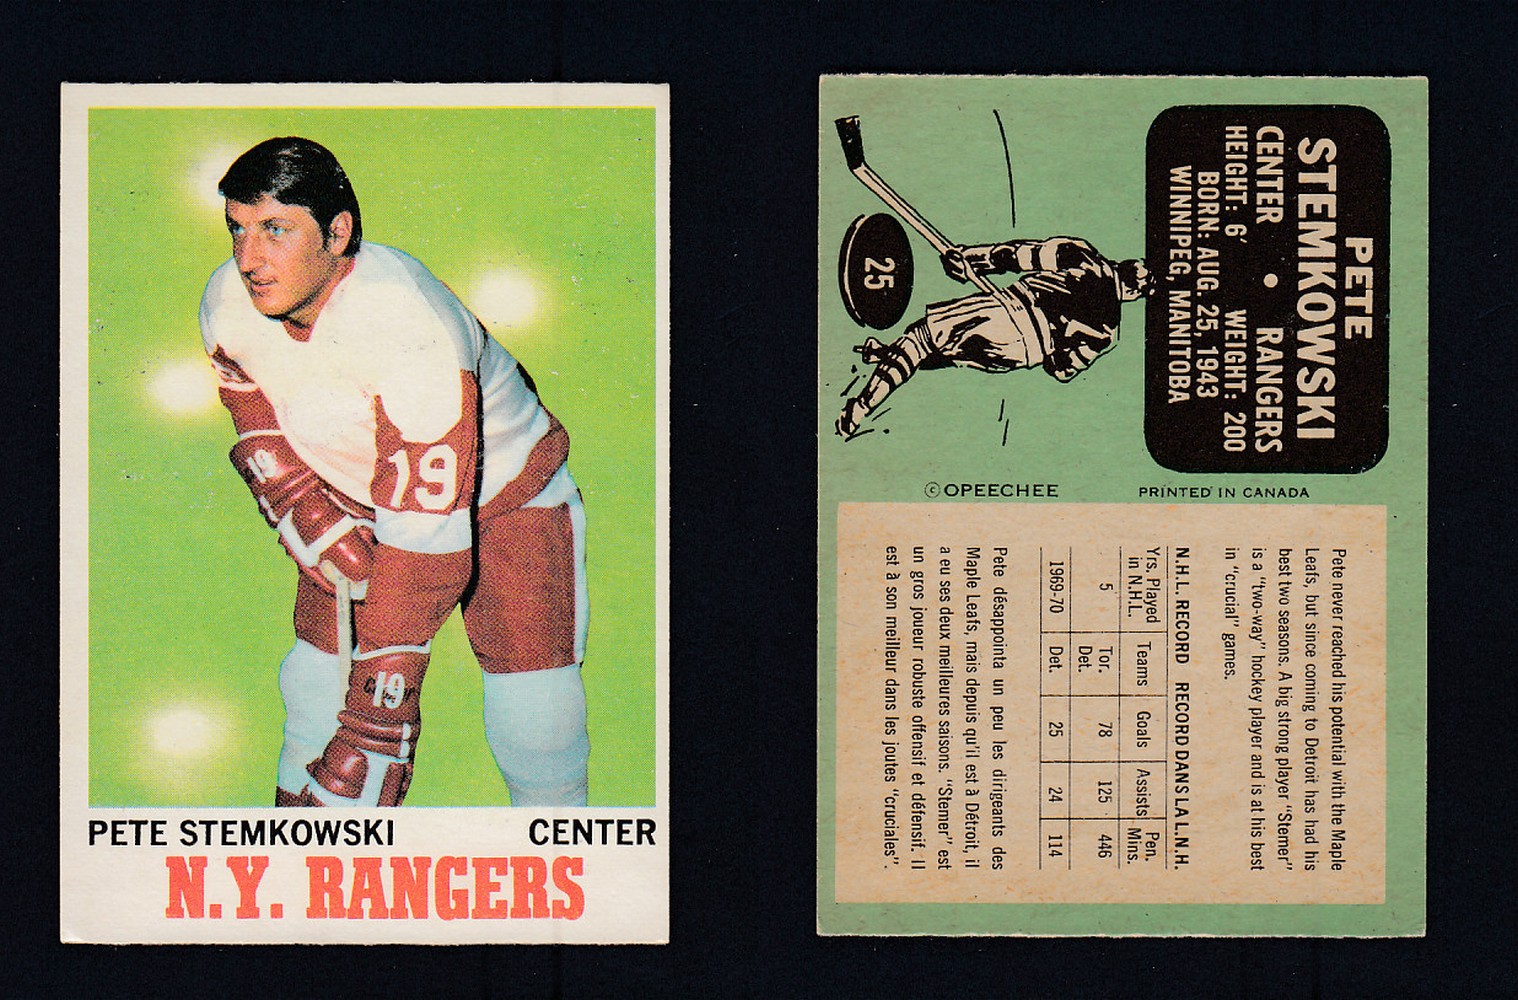 19
19
19
PETE STEMKOWSKI CENTER
N.Y. RANGERS
PETE
STEMKOWSKI
CENTER • RANGERS
HEIGHT: 6' WEIGHT: 200
BORN: AUG. 25, 1943
WINNIPEG, MANITOBA
25
© OPEECHEE PRINTED IN CANADA
Pete never reached his potential with the Maple
Leafs, but since coming to Detroit has had his
best two seasons. A big strong player "Stemer"
is a "two-way' hockey player and is at his best
in "crucial" games.
N.H.L. RECORD RECORD DANS LA L.N.H.
Yrs. Played in N.H.L. Teams Goals Assists Pen. Mins.
5 Tor. Det. 78 125 446
1969-70 Det. 25 24 114
Pete désappointa un peu les dirigeants des
Maple Leafs, mais depuis qu'il est à Détroit, il
a eu ses deux meilleures saisons. "Stemer' est
un gros joueur robuste offensif et défensif. Il
est à son meilleur dans les joutes "cruciales".